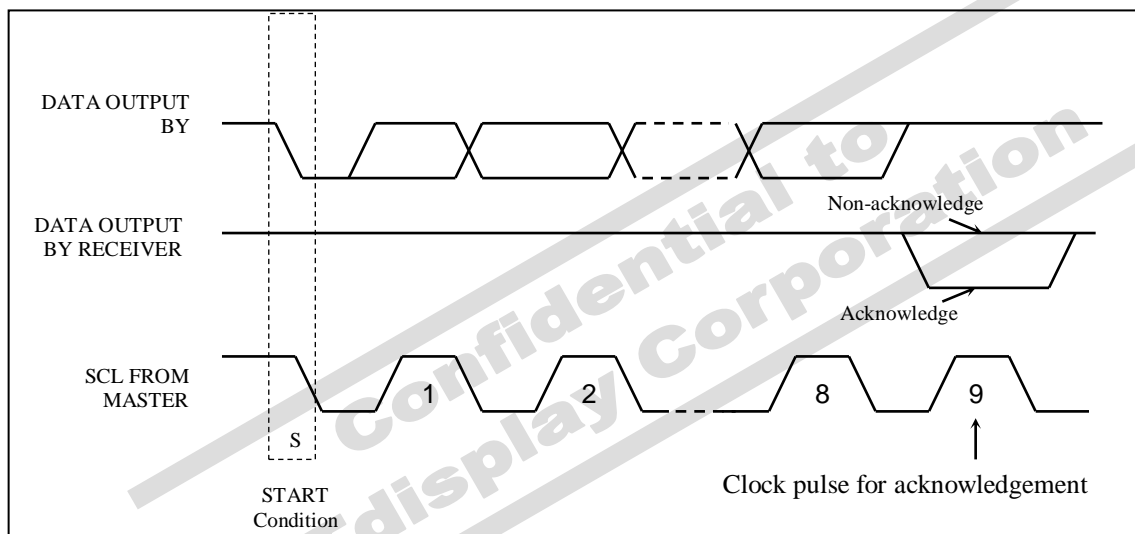 DATA OUTPUT
BY
Non-acknowledge
DATA OUTPUT
BY RECEIVER
Acknowledge
SCL FROM
MASTER
1
2
8
9
S
START
Condition
Clock pulse for acknowledgement
Confidential to
display Corporation